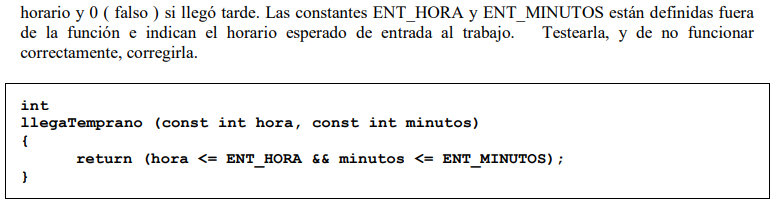 horario y 0 ( falso ) si llegó tarde. Las constantes ENT_HORA y ENT_MINUTOS están definidas fuera
de la función e indican el horario esperado de entrada al trabajo. Testearla, y de no funcionar
correctamente, corregirla.
int
llegaTemprano (const int hora, const int minutos)
{
return (hora <= ENT_HORA && minutos <= ENT_MINUTOS);
}